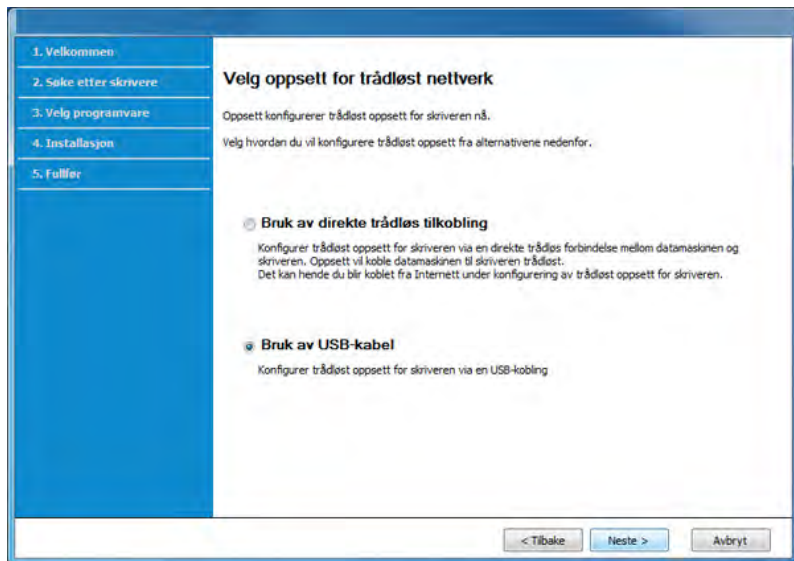 1. Velkommen
2. Søke etter skrivere
3. Velg programvare
4. Installasjon
5. Fullfør
Velg oppsett for trådløst nettverk
Oppsett konfigurerer trådløst oppsett for skriveren nå.
Velg hvordan du vil konfigurere trådløst oppsett fra alternativene nedenfor.
Bruk av direkte trådløs tilkobling
Konfigurer trådløst oppsett for skriveren via en direkte trådløs forbindelse mellom datamaskinen og
skriveren. Oppsett vil koble datamaskinen til skriveren trådløst.
Det kan hende du blir koblet fra Internett under konfigurering av trådløst oppsett for skriveren.
Bruk av USB-kabel
Konfigurer trådløst oppsett for skriveren via en USB-kobling
< Tilbake
Neste >
Avbryt